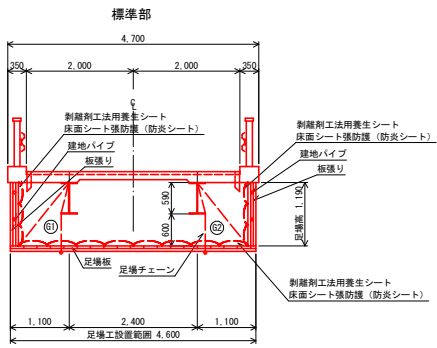 標準部
4,700
350
2,000
2,000
350
℄
剥離剤工法用養生シート
床面シート張防護（防炎シート）
建地パイプ
板張り
剥離剤工法用養生シート
床面シート張防護（防炎シート）
建地パイプ
板張り
G1
G2
590
600
足場高 1,190
足場板
足場チェーン
剥離剤工法用養生シート
床面シート張防護（防炎シート）
1,100
2,400
1,100
足場工設置範囲 4,600